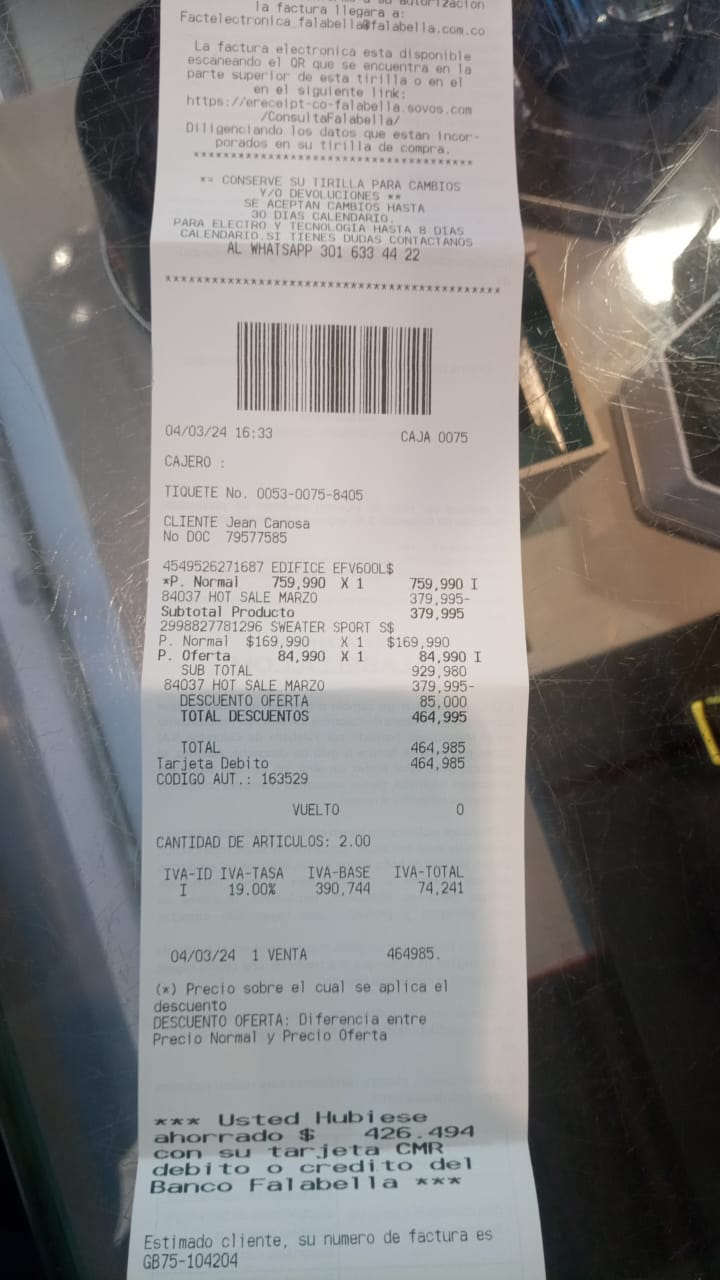 su autorizacion
la factura llegara a:
Factelectronica_falabella@falabella.com.co
La factura electronica esta disponible
escaneando el QR que se encuentra en la
parte superior de esta tirilla o en el
en el siguiente link:
https://ereceipt-co-falabella.sovos.com
/ConsultaFalabella/
Diligenciando los datos que estan incor-
porados en su tirilla de compra.
****************************************
** CONSERVE SU TIRILLA PARA CAMBIOS
Y/O DEVOLUCIONES **
SE ACEPTAN CAMBIOS HASTA
30 DIAS CALENDARIO.
PARA ELECTRO Y TECNOLOGIA HASTA 8 DIAS
CALENDARIO.SI TIENES DUDAS CONTACTANOS
AL WHATSAPP 301 633 44 22
****************************************
04/03/24 16:33 CAJA 0075
CAJERO :
TIQUETE No. 0053-0075-8405
CLIENTE Jean Canosa
No DOC 79577585
4549526271687 EDIFICE EFV600L$
*P. Normal 759,990 X 1 759,990 I
84037 HOT SALE MARZO 379,995-
Subtotal Producto 379,995
2998827781296 SWEATER SPORT S$
P. Normal $169,990 X 1 $169,990
P. Oferta 84,990 X 1 84,990 I
SUB TOTAL 929,980
84037 HOT SALE MARZO 379,995-
DESCUENTO OFERTA 85,000
TOTAL DESCUENTOS 464,995
TOTAL 464,985
Tarjeta Debito 464,985
CODIGO AUT.: 163529
VUELTO 0
CANTIDAD DE ARTICULOS: 2.00
IVA-ID IVA-TASA IVA-BASE IVA-TOTAL
I 19.00% 390,744 74,241
04/03/24 1 VENTA 464985.
(*) Precio sobre el cual se aplica el
descuento
DESCUENTO OFERTA: Diferencia entre
Precio Normal y Precio Oferta
*** Usted Hubiese
ahorrado $ 426.494
con su tarjeta CMR
debito o credito del
Banco Falabella ***
Estimado cliente, su numero de factura es
GB75-104204